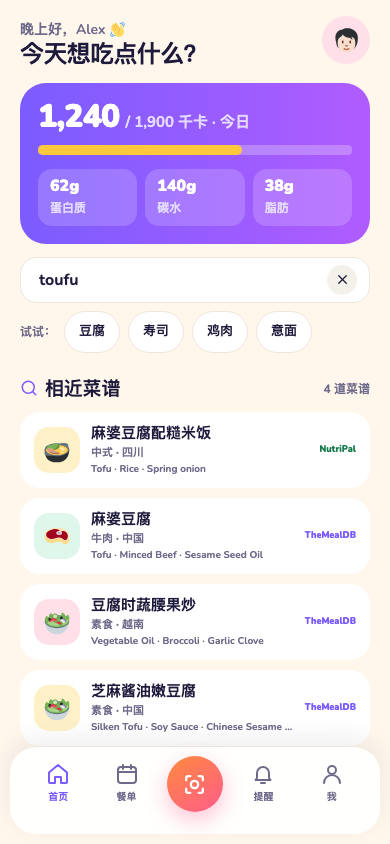 晚上好，Alex 👋
今天想吃点什么?
1,240 / 1,900 千卡 · 今日
62g
蛋白质
140g
碳水
38g
脂肪
toufu
试试:
豆腐
寿司
鸡肉
意面
相近菜谱
4 道菜谱
麻婆豆腐配糙米饭
中式 · 四川
Tofu · Rice · Spring onion
NutriPal
麻婆豆腐
牛肉 · 中国
Tofu · Minced Beef · Sesame Seed Oil
TheMealDB
豆腐时蔬腰果炒
素食 · 越南
Vegetable Oil · Broccoli · Garlic Clove
TheMealDB
芝麻酱油嫩豆腐
素食 · 中国
Silken Tofu · Soy Sauce · Chinese Sesame ...
TheMealDB
首页
餐单
提醒
我